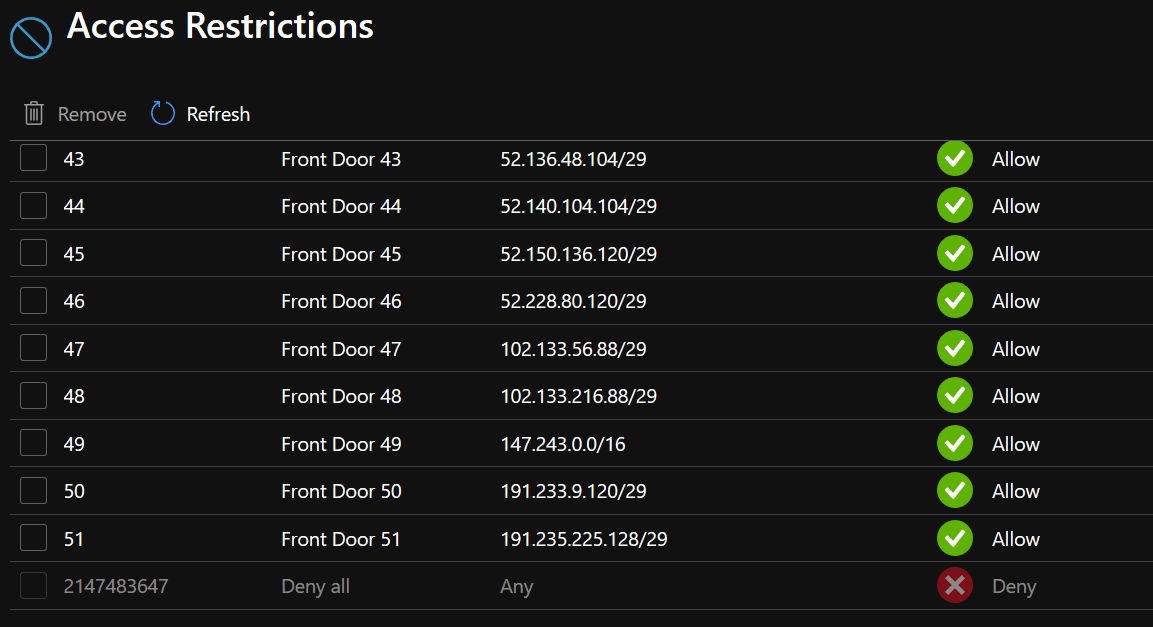 Access Restrictions
Remove Refresh
43 Front Door 43 52.136.48.104/29 Allow
44 Front Door 44 52.140.104.104/29 Allow
45 Front Door 45 52.150.136.120/29 Allow
46 Front Door 46 52.228.80.120/29 Allow
47 Front Door 47 102.133.56.88/29 Allow
48 Front Door 48 102.133.216.88/29 Allow
49 Front Door 49 147.243.0.0/16 Allow
50 Front Door 50 191.233.9.120/29 Allow
51 Front Door 51 191.235.225.128/29 Allow
2147483647 Deny all Any Deny